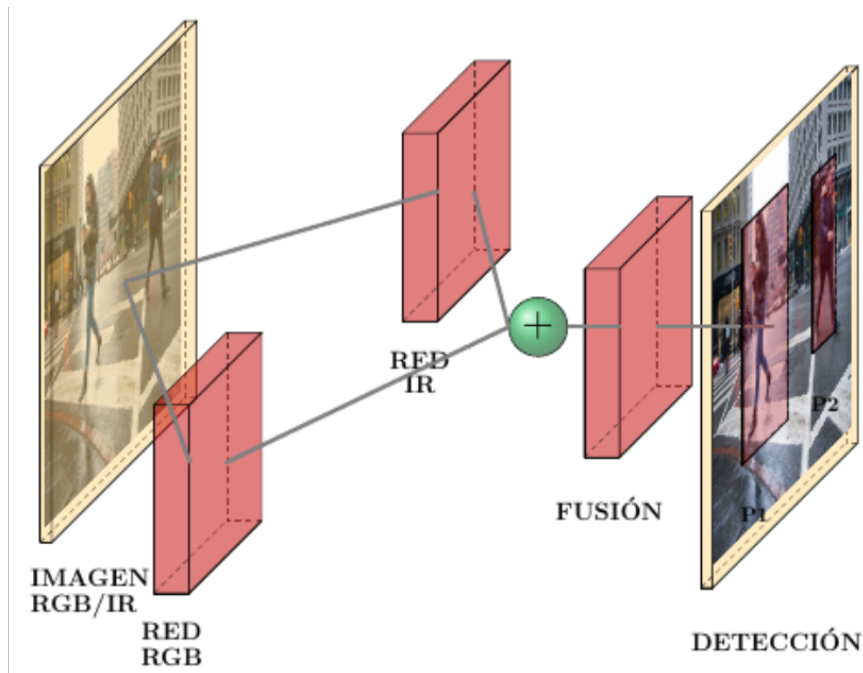 RED
IR
+
P2
P1
FUSIÓN
IMAGEN
RGB/IR
RED
RGB
DETECCIÓN